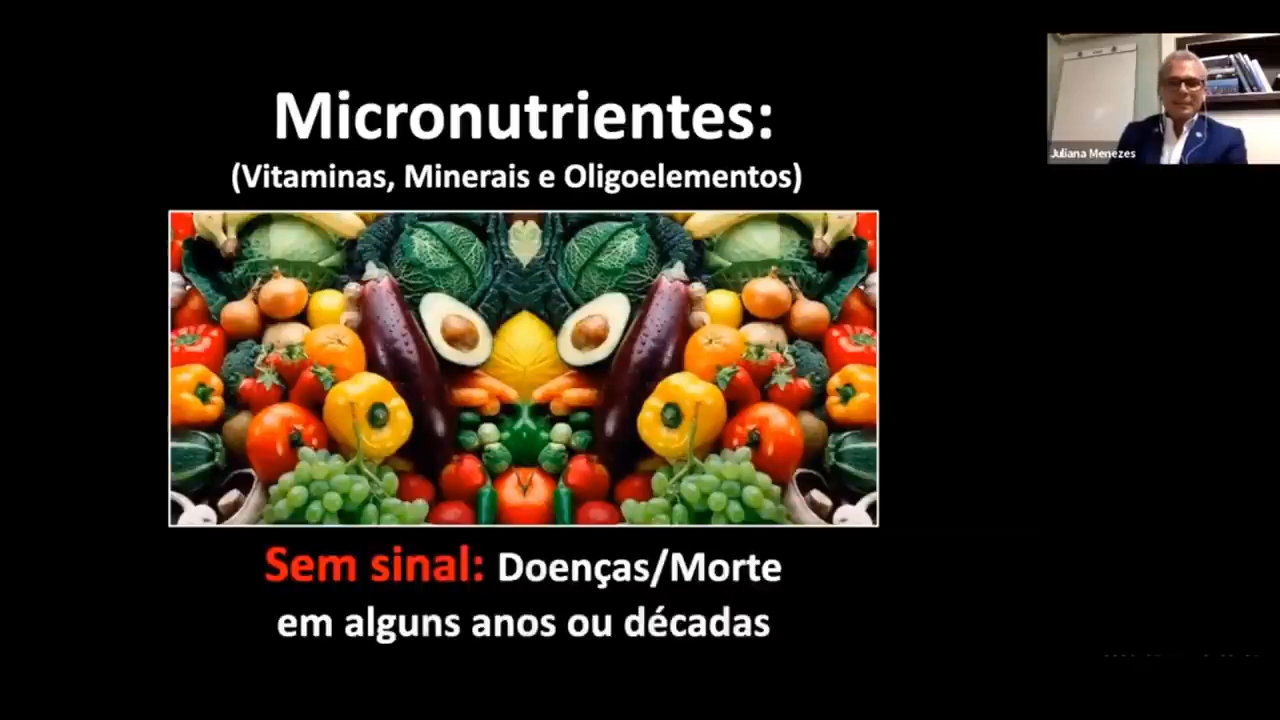 Micronutrientes:
(Vitaminas, Minerais e Oligoelementos)
Juliana Menezes
Sem sinal: Doenças/Morte
em alguns anos ou décadas